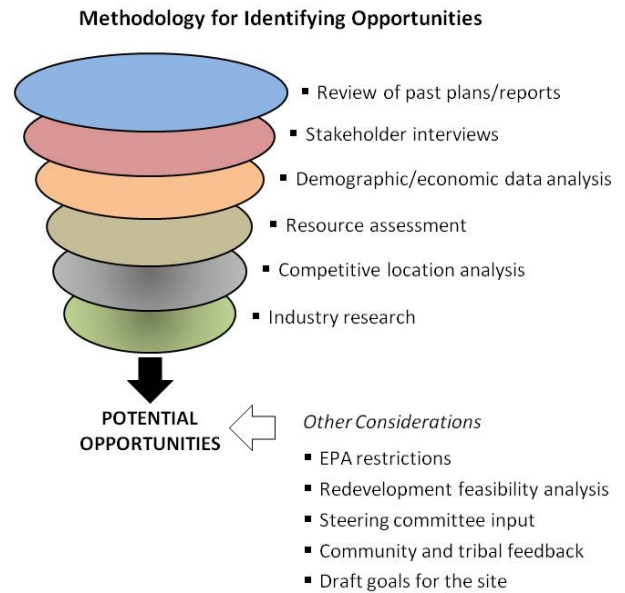 Methodology for Identifying Opportunities
▪ Review of past plans/reports
▪ Stakeholder interviews
▪ Demographic/economic data analysis
▪ Resource assessment
▪ Competitive location analysis
▪ Industry research
POTENTIAL
OPPORTUNITIES
Other Considerations
▪ EPA restrictions
▪ Redevelopment feasibility analysis
▪ Steering committee input
▪ Community and tribal feedback
▪ Draft goals for the site